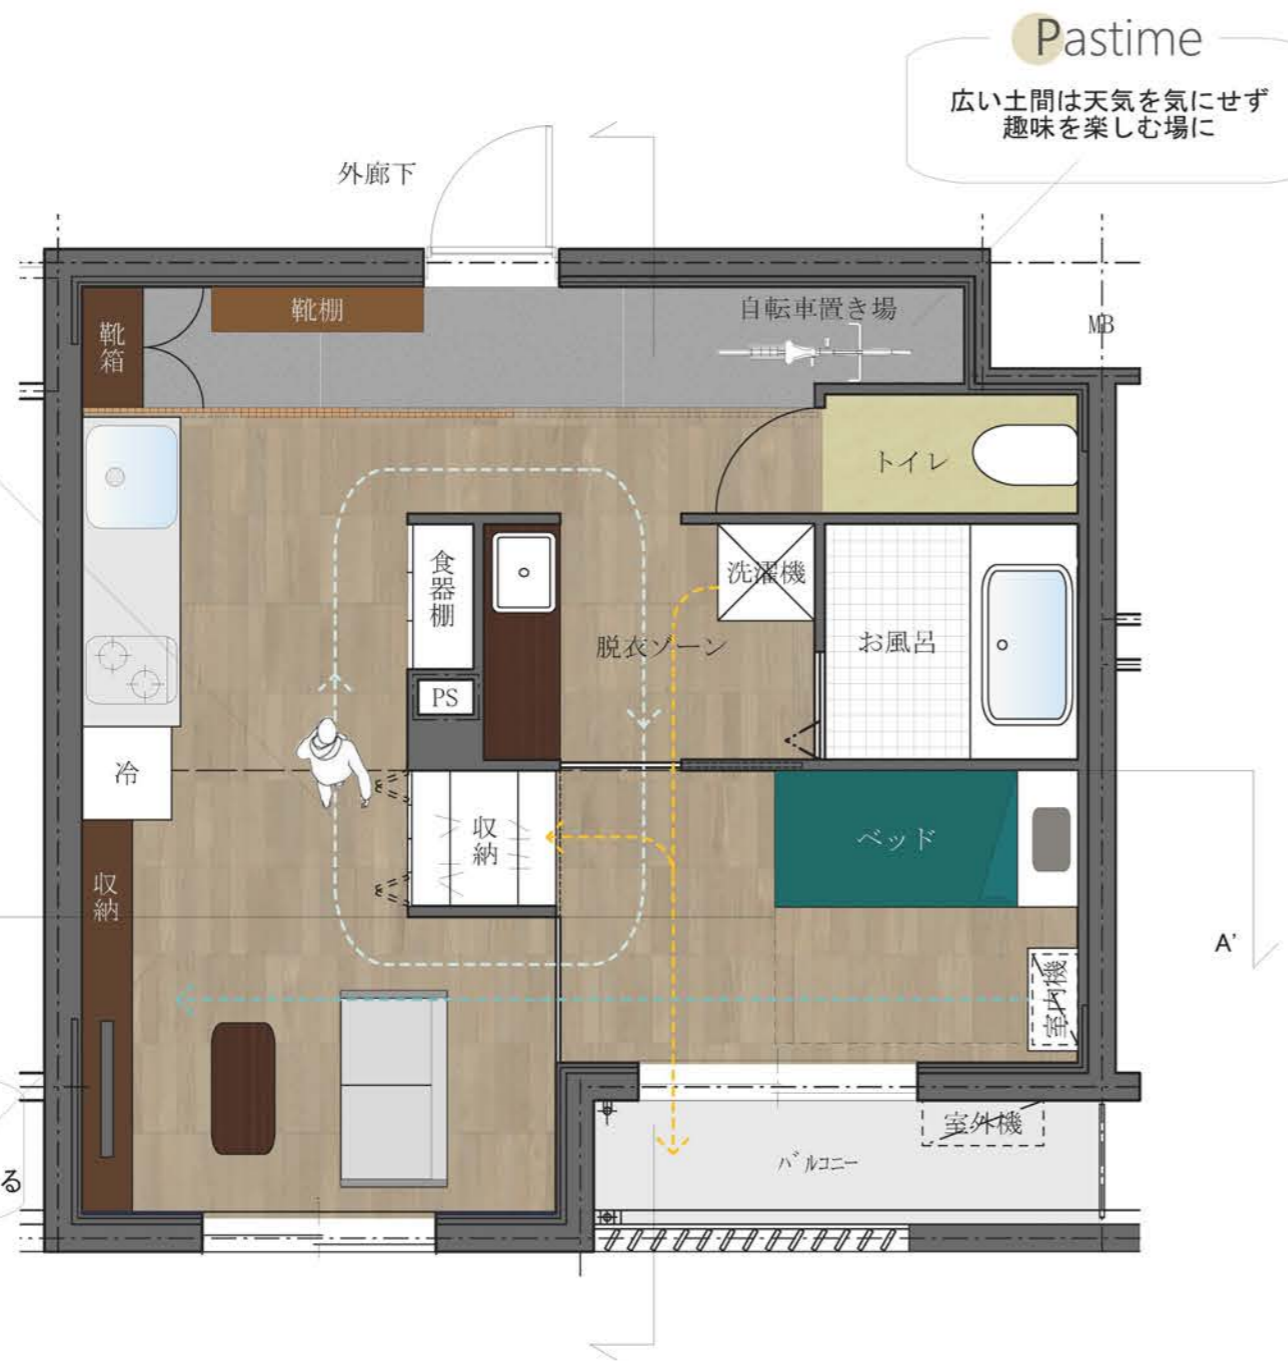 Pastime
広い土間は天気を気にせず
趣味を楽しむ場に
外廊下
靴箱
靴棚
自転車置き場
MB
トイレ
食器棚
洗濯機
脱衣ゾーン
お風呂
PS
冷
収納
ベッド
収納
A'
室内機
室外機
バルコニー
る